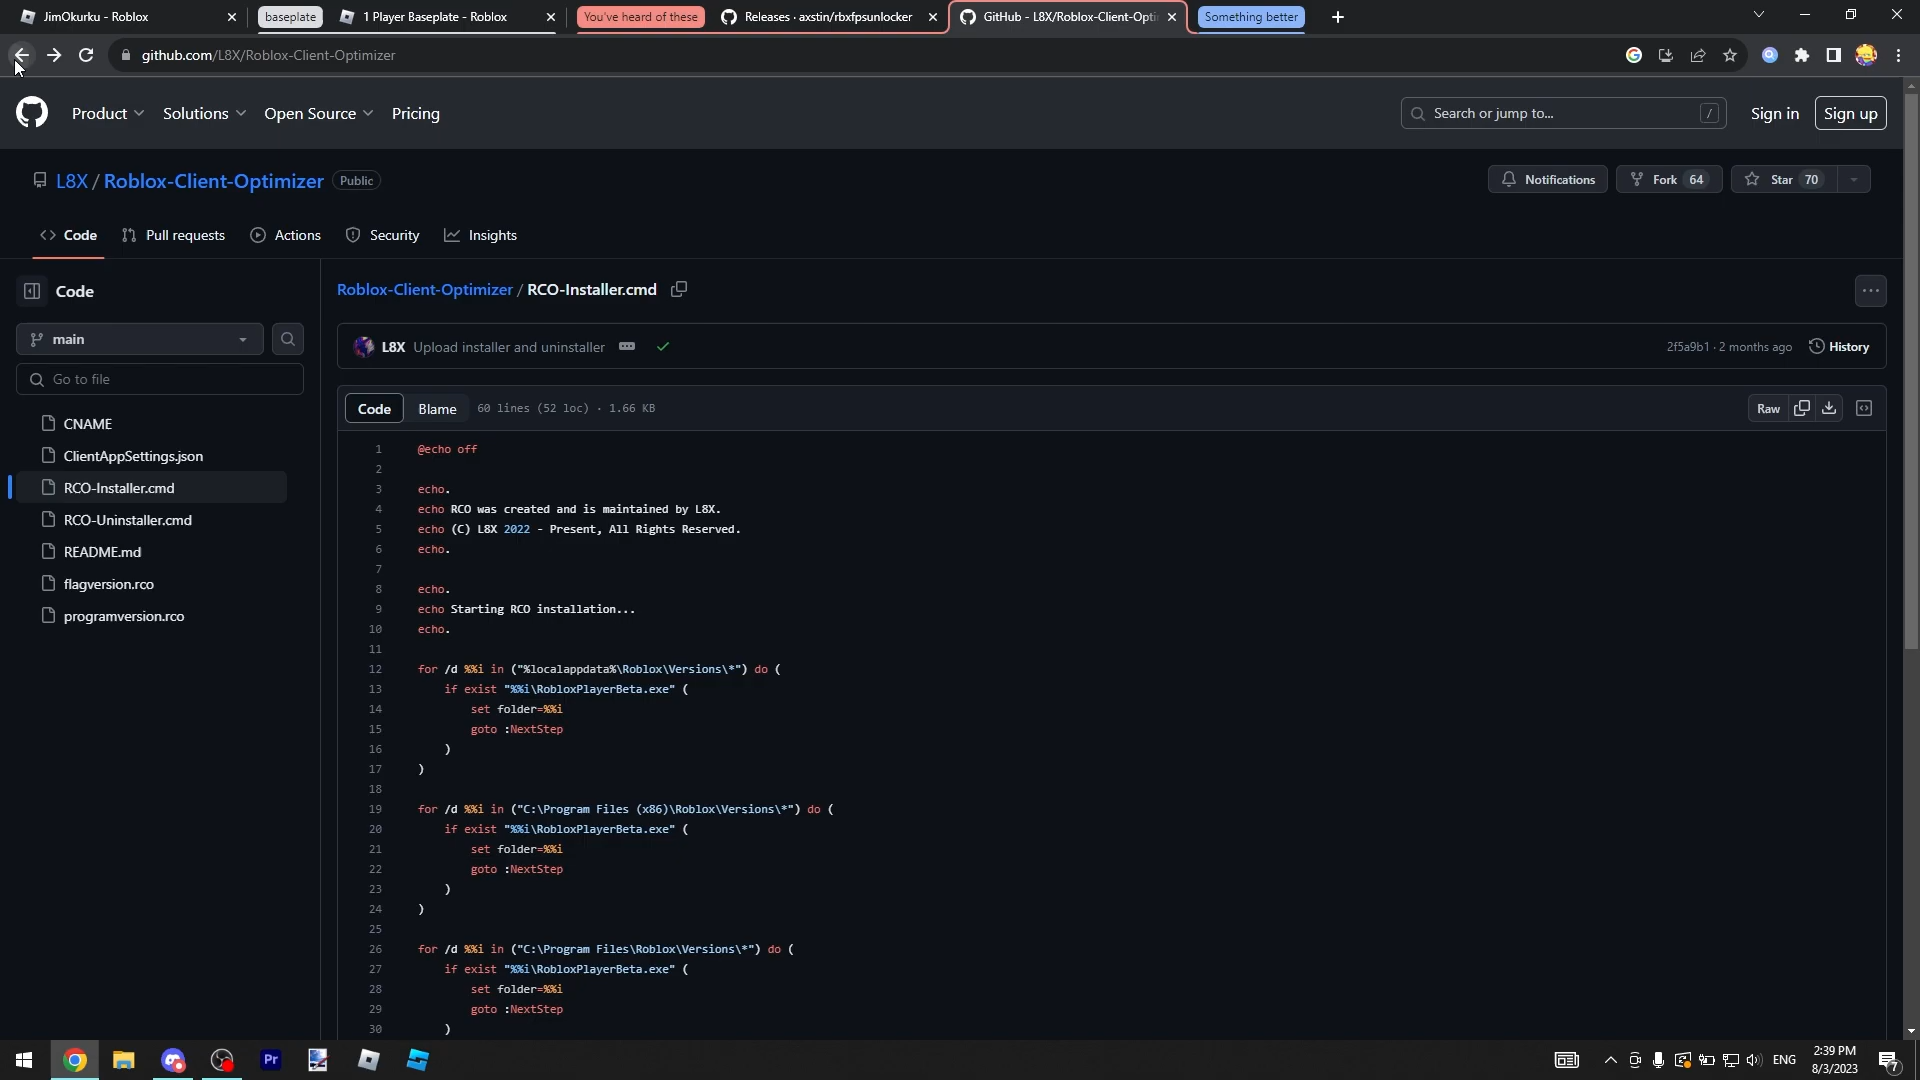 JimOkurku - Roblox
baseplate
1 Player Baseplate - Roblox
You've heard of these
Releases · axstin/rbxfpsunlocker
GitHub - L8X/Roblox-Client-Opti
Something better
github.com/L8X/Roblox-Client-Optimizer
Product
Solutions
Open Source
Pricing
Search or jump to...
/
Sign in
Sign up
L8X / Roblox-Client-Optimizer
Public
Notifications
Fork 64
Star 70
Code
Pull requests
Actions
Security
Insights
Code
main
Go to file
CNAME
ClientAppSettings.json
RCO-Installer.cmd
RCO-Uninstaller.cmd
README.md
flagversion.rco
programversion.rco
Roblox-Client-Optimizer / RCO-Installer.cmd
L8X Upload installer and uninstaller
2f5a9b1 · 2 months ago
History
Code
Blame
60 lines (52 loc) · 1.66 KB
Raw
1 @echo off
2
3 echo.
4 echo RCO was created and is maintained by L8X.
5 echo (C) L8X 2022 - Present, All Rights Reserved.
6 echo.
7
8 echo.
9 echo Starting RCO installation...
10 echo.
11
12 for /d %%i in ("%localappdata%\Roblox\Versions\*") do (
13 if exist "%%i\RobloxPlayerBeta.exe" (
14 set folder=%%i
15 goto :NextStep
16 )
17 )
18
19 for /d %%i in ("C:\Program Files (x86)\Roblox\Versions\*") do (
20 if exist "%%i\RobloxPlayerBeta.exe" (
21 set folder=%%i
22 goto :NextStep
23 )
24 )
25
26 for /d %%i in ("C:\Program Files\Roblox\Versions\*") do (
27 if exist "%%i\RobloxPlayerBeta.exe" (
28 set folder=%%i
29 goto :NextStep
30 )
Pr
ENG
2:39 PM
8/3/2023
7